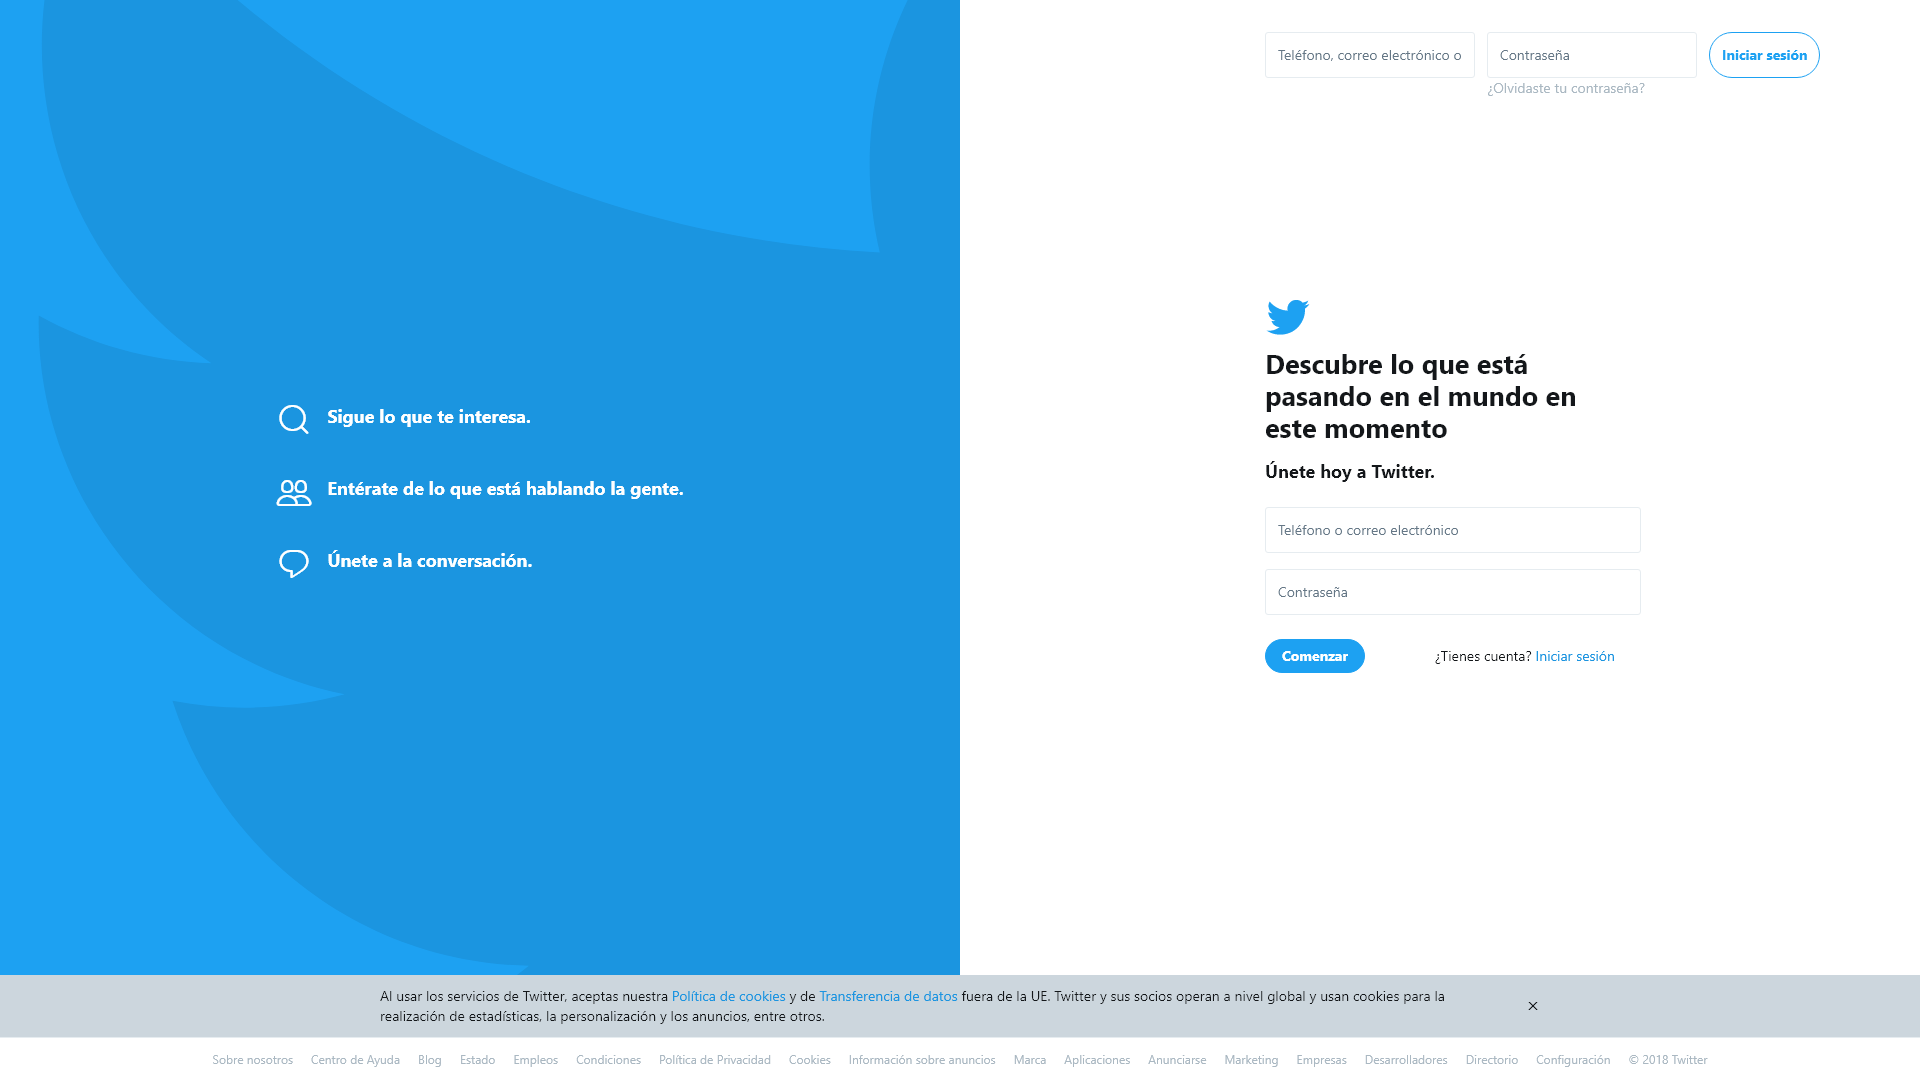 Teléfono, correo electrónico o
Contraseña
Iniciar sesión
¿Olvidaste tu contraseña?
Sigue lo que te interesa.
Entérate de lo que está hablando la gente.
Únete a la conversación.
Descubre lo que está
pasando en el mundo en
este momento
Únete hoy a Twitter.
Teléfono o correo electrónico
Contraseña
Comenzar
¿Tienes cuenta? Iniciar sesión
Al usar los servicios de Twitter, aceptas nuestra Política de cookies y de Transferencia de datos fuera de la UE. Twitter y sus socios operan a nivel global y usan cookies para la
realización de estadísticas, la personalización y los anuncios, entre otros.
Sobre nosotros Centro de Ayuda Blog Estado Empleos Condiciones Política de Privacidad Cookies Información sobre anuncios Marca Aplicaciones Anunciarse Marketing Empresas Desarrolladores Directorio Configuración © 2018 Twitter